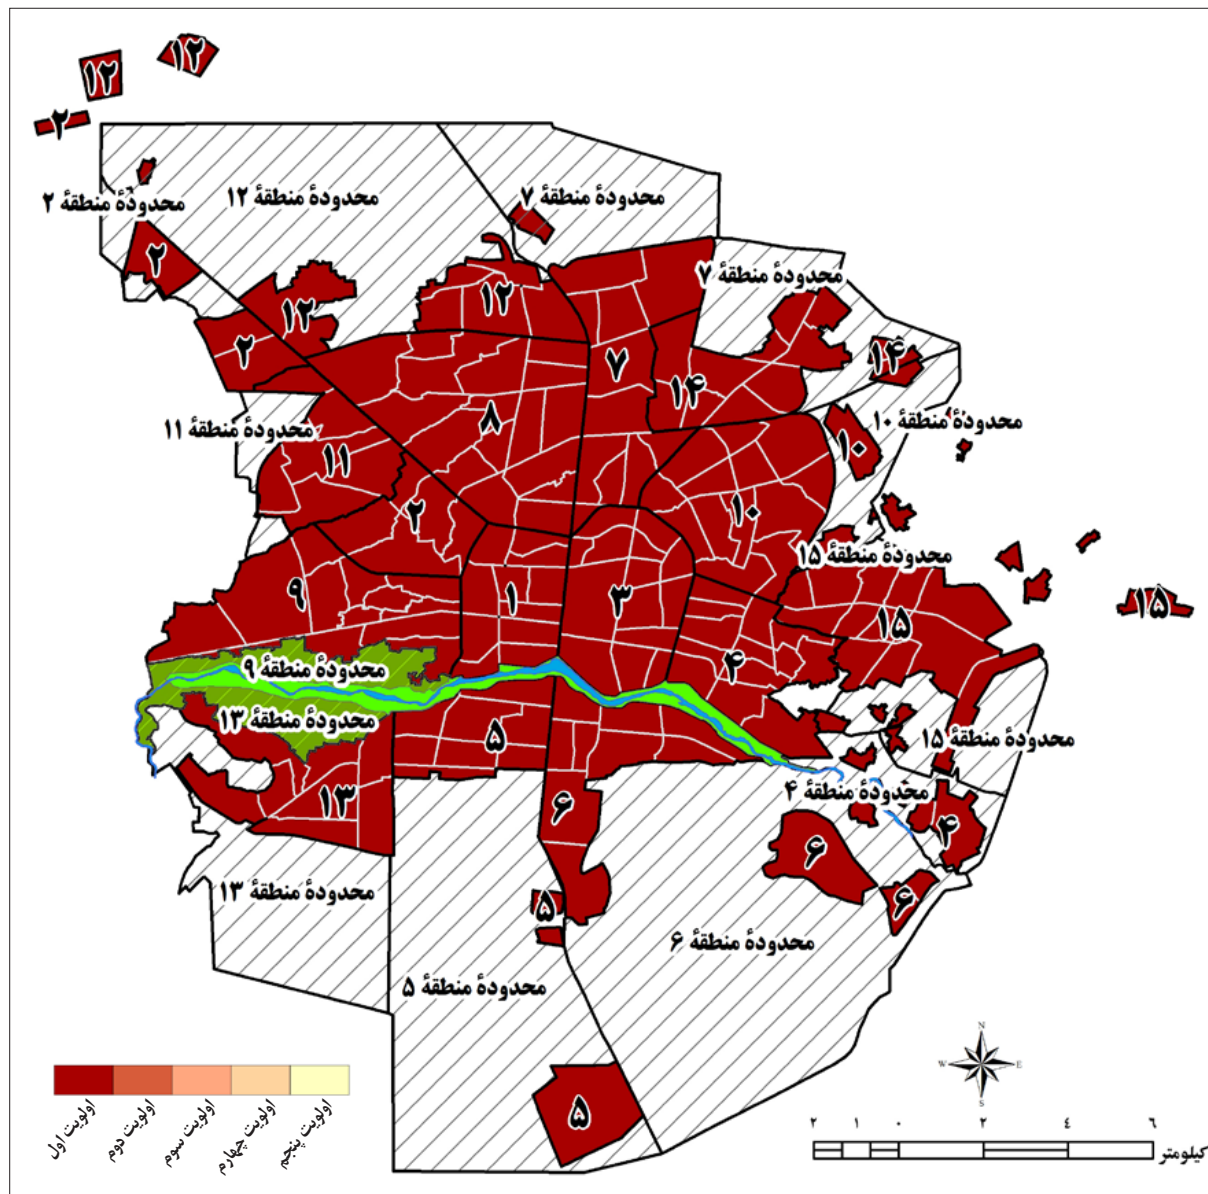 ۱۲
۱۲
۲
محدودهٔ منطقهٔ ۷
محدودهٔ منطقهٔ ۱۲
محدودهٔ منطقهٔ ۲
۲
محدودهٔ منطقهٔ ۷
۱۲
۱۲
۲
۷
۱۴
۱۴
۸
محدودهٔ منطقهٔ ۱۰
محدودهٔ منطقهٔ ۱۱
۱۰
۱۱
۲
۱۰
محدودهٔ منطقهٔ ۱۵
۹
۱
۳
۱۵
۱۵
محدودهٔ منطقهٔ ۹
۴
محدودهٔ منطقهٔ ۱۳
۵
محدودهٔ منطقهٔ ۱۵
محدودهٔ منطقهٔ ۴
۱۳
۶
۴
۶
محدودهٔ منطقهٔ ۱۳
۵
۶
محدودهٔ منطقهٔ ۶
محدودهٔ منطقهٔ ۵
N
W E
S
۵
اولویت اول
اولویت دوم
اولویت سوم
اولویت چهارم
اولویت پنجم
۲ ۱ ۰ ۲ ۴ ۶
کیلومتر